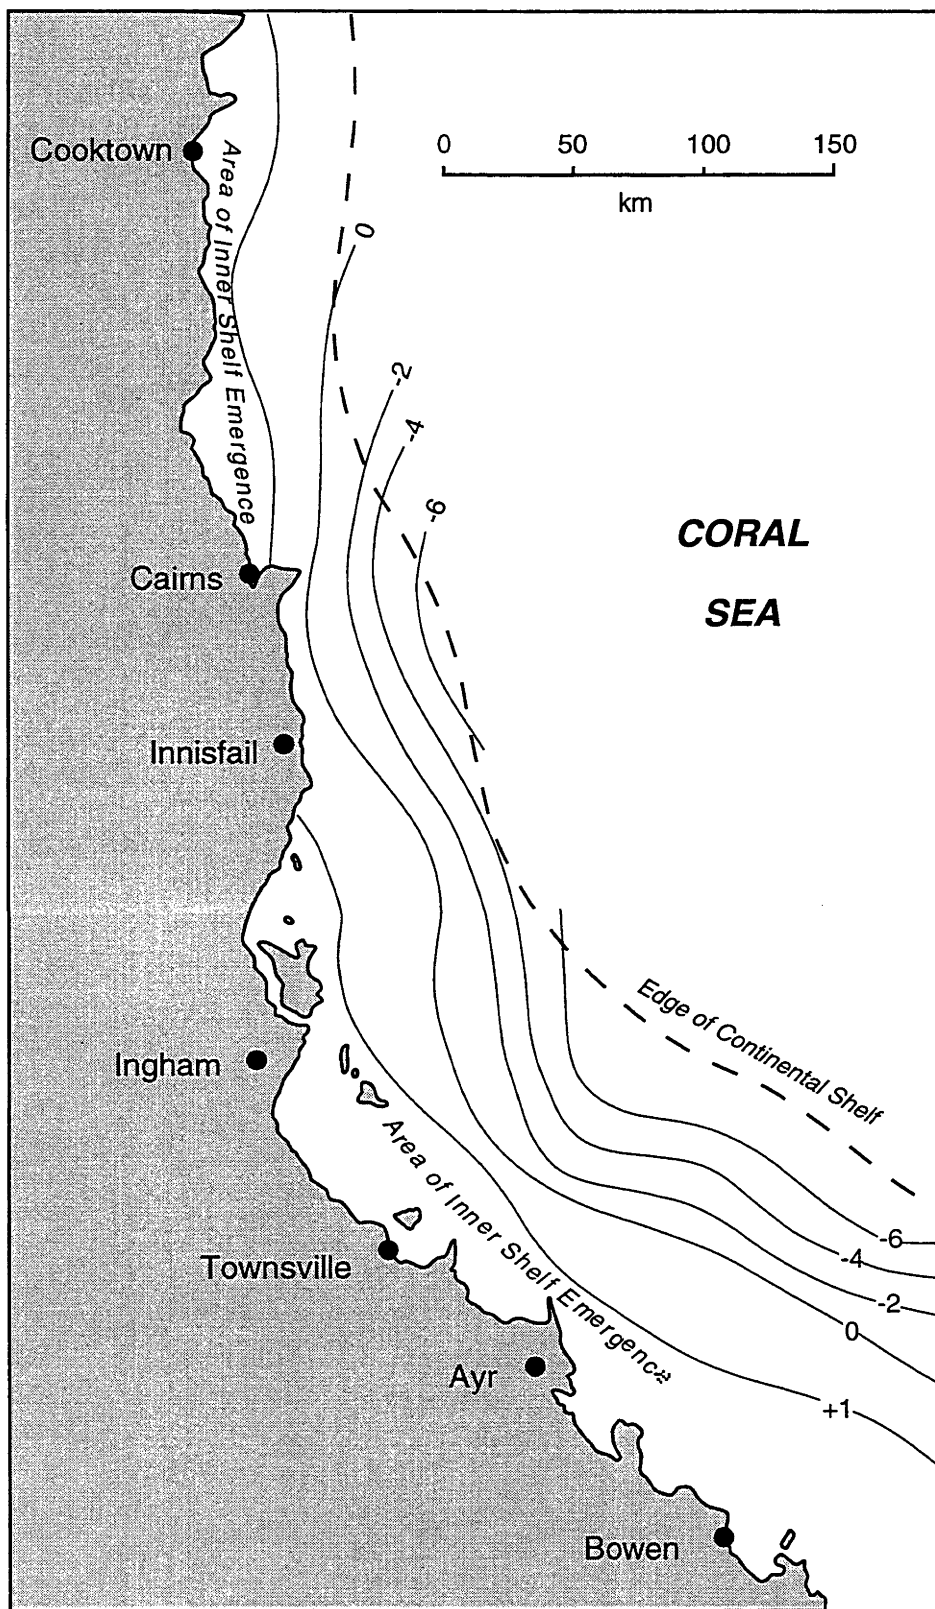 Cooktown
Area of Inner Shelf Emergence
0 50 100 150
km
0
-2
-4
-6
CORAL
SEA
Cairns
Innisfail
Edge of Continental Shelf
Ingham
Area of Inner Shelf Emergence
Townsville
-6
-4
-2
0
Ayr
+1
Bowen